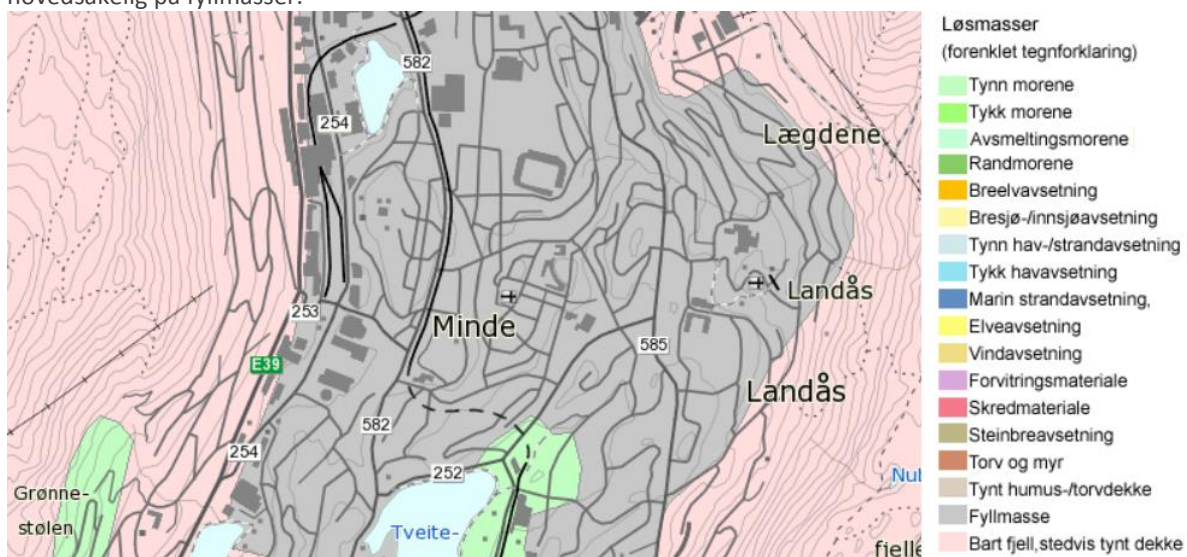 hovedsakelig på fyllmasser.
582
254
Lægdene
Landås
Minde
253
585
E39
Landås
582
254
252
Grønne-
stølen
Tveite-
fjelle
Løsmasser
(forenklet tegnforklaring)
Tynn morene
Tykk morene
Avsmeltingsmorene
Randmorene
Breelvavsetning
Bresjø-/innsjøavsetning
Tynn hav-/strandavsetning
Tykk havavsetning
Marin strandavsetning,
Elveavsetning
Vindavsetning
Forvitringsmateriale
Skredmateriale
Steinbreavsetning
Torv og myr
Tynt humus-/torvdekke
Fyllmasse
Bart fjell,stedvis tynt dekke